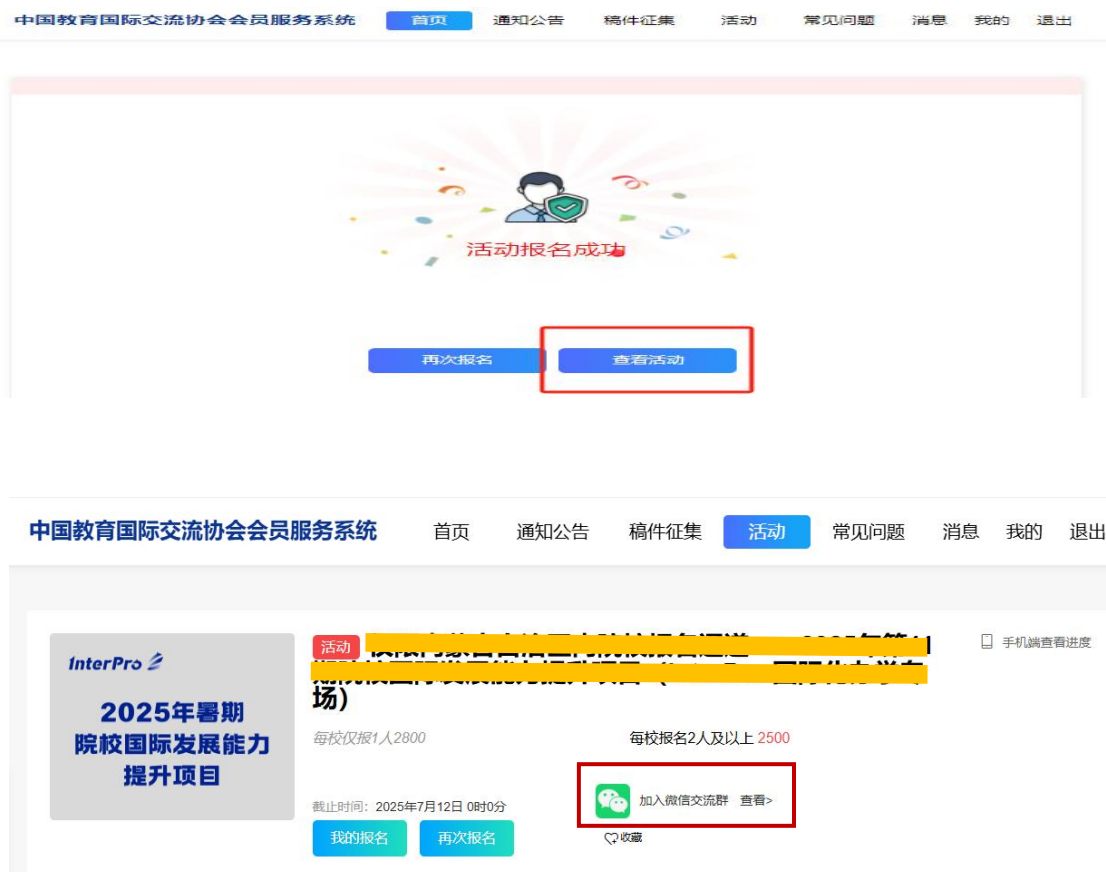 中国教育国际交流协会会员服务系统 首页 通知公告 稿件征集 活动 常见问题 消息 我的 退出
活动报名成功
再次报名 查看活动
中国教育国际交流协会会员服务系统 首页 通知公告 稿件征集 活动 常见问题 消息 我的 退出
InterPro
2025年暑期
院校国际发展能力
提升项目
活动
场)
手机端查看进度
每校仅报1人2800 每校报名2人及以上 2500
加入微信交流群 查看>
截止时间：2025年7月12日 0时0分
我的报名 再次报名 收藏